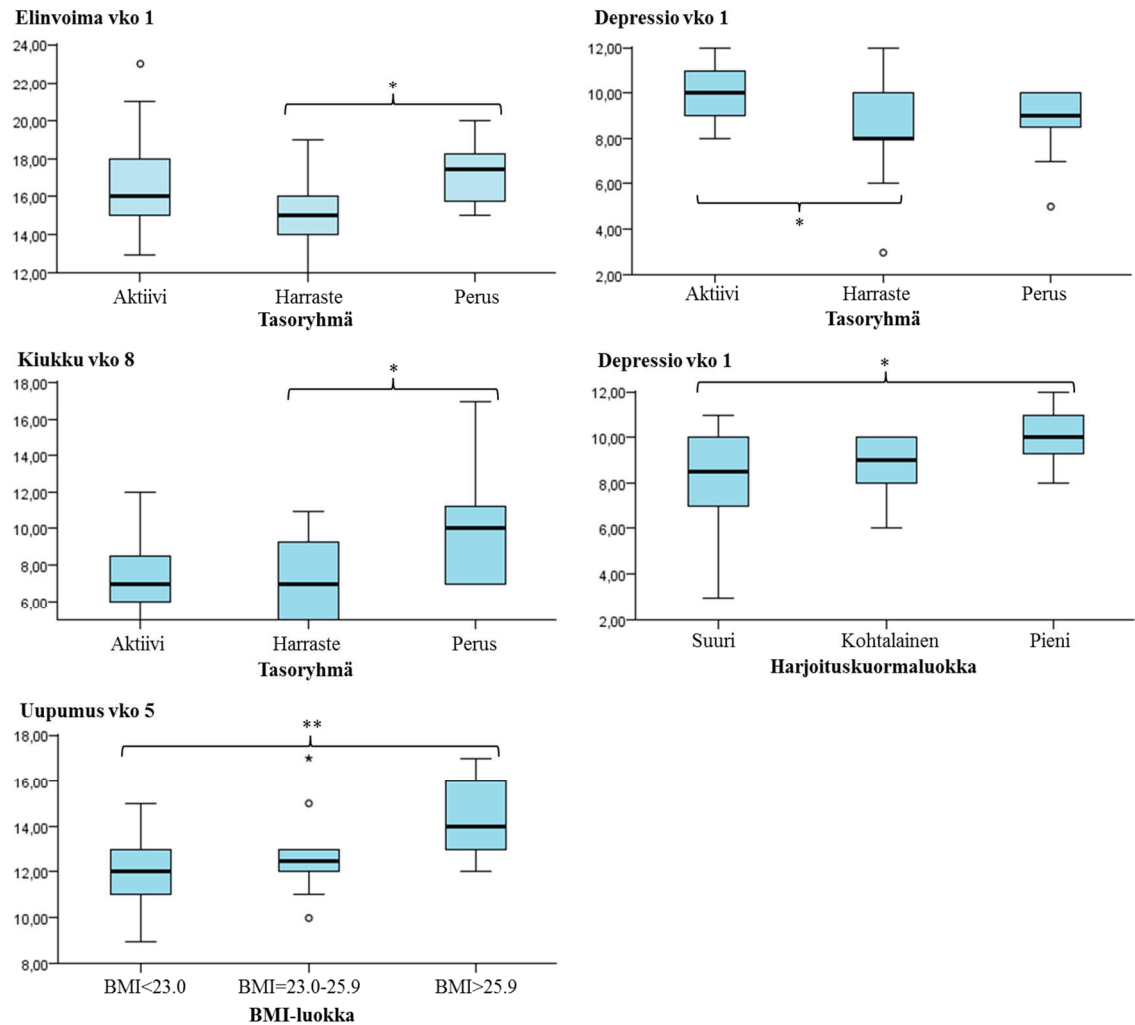 Elinvoima vko 1
24,00
22,00
20,00
18,00
16,00
14,00
12,00
*
Aktiivi Harraste Perus
Tasoryhmä
Depressio vko 1
12,00
10,00
8,00
6,00
4,00
2,00
*
Aktiivi Harraste Perus
Tasoryhmä
Kiukku vko 8
18,00
16,00
14,00
12,00
10,00
8,00
6,00
*
Aktiivi Harraste Perus
Tasoryhmä
Depressio vko 1
12,00
10,00
8,00
6,00
4,00
2,00
*
Suuri Kohtalainen Pieni
Harjoituskuormaluokka
Uupumus vko 5
18,00
16,00
14,00
12,00
10,00
8,00
**
BMI<23.0 BMI=23.0-25.9 BMI>25.9
BMI-luokka